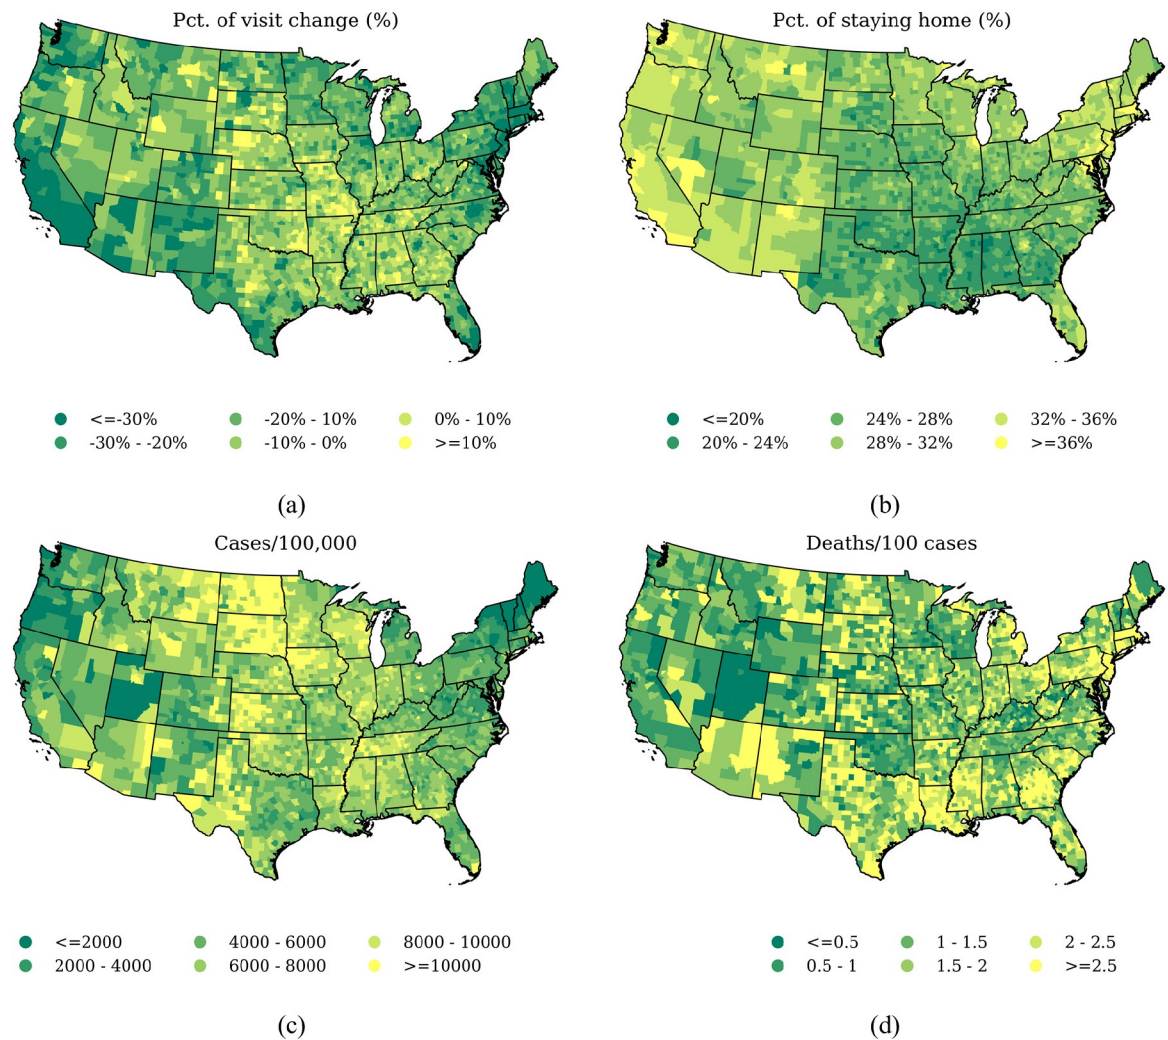 Pct. of visit change (%)
Pct. of staying home (%)
<=-30%
-20% - 10%
0% - 10%
-30% - -20%
-10% - 0%
>=10%
<=20%
24% - 28%
32% - 36%
20% - 24%
28% - 32%
>=36%
(a)
(b)
Cases/100,000
Deaths/100 cases
<=2000
4000 - 6000
8000 - 10000
2000 - 4000
6000 - 8000
>=10000
<=0.5
1 - 1.5
2 - 2.5
0.5 - 1
1.5 - 2
>=2.5
(c)
(d)